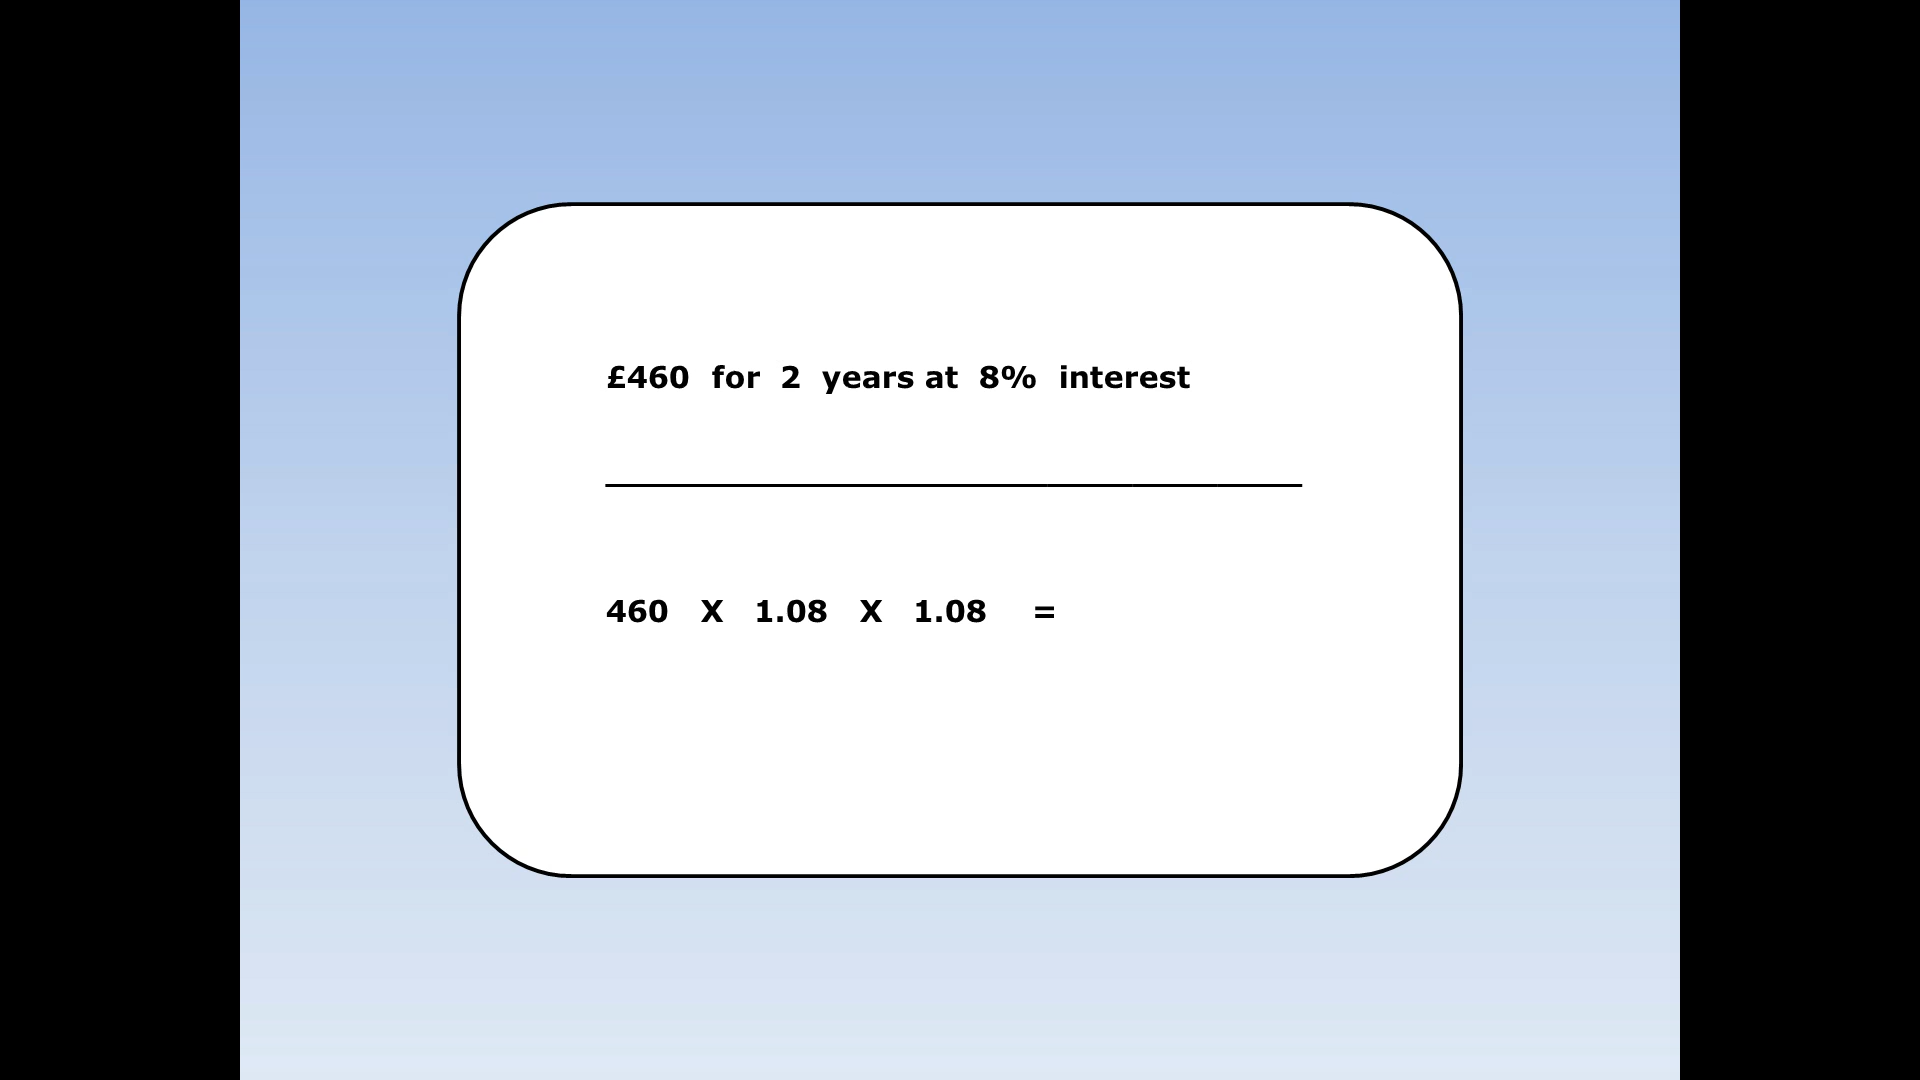 £460 for 2 years at 8% interest
460 X 1.08 X 1.08 =